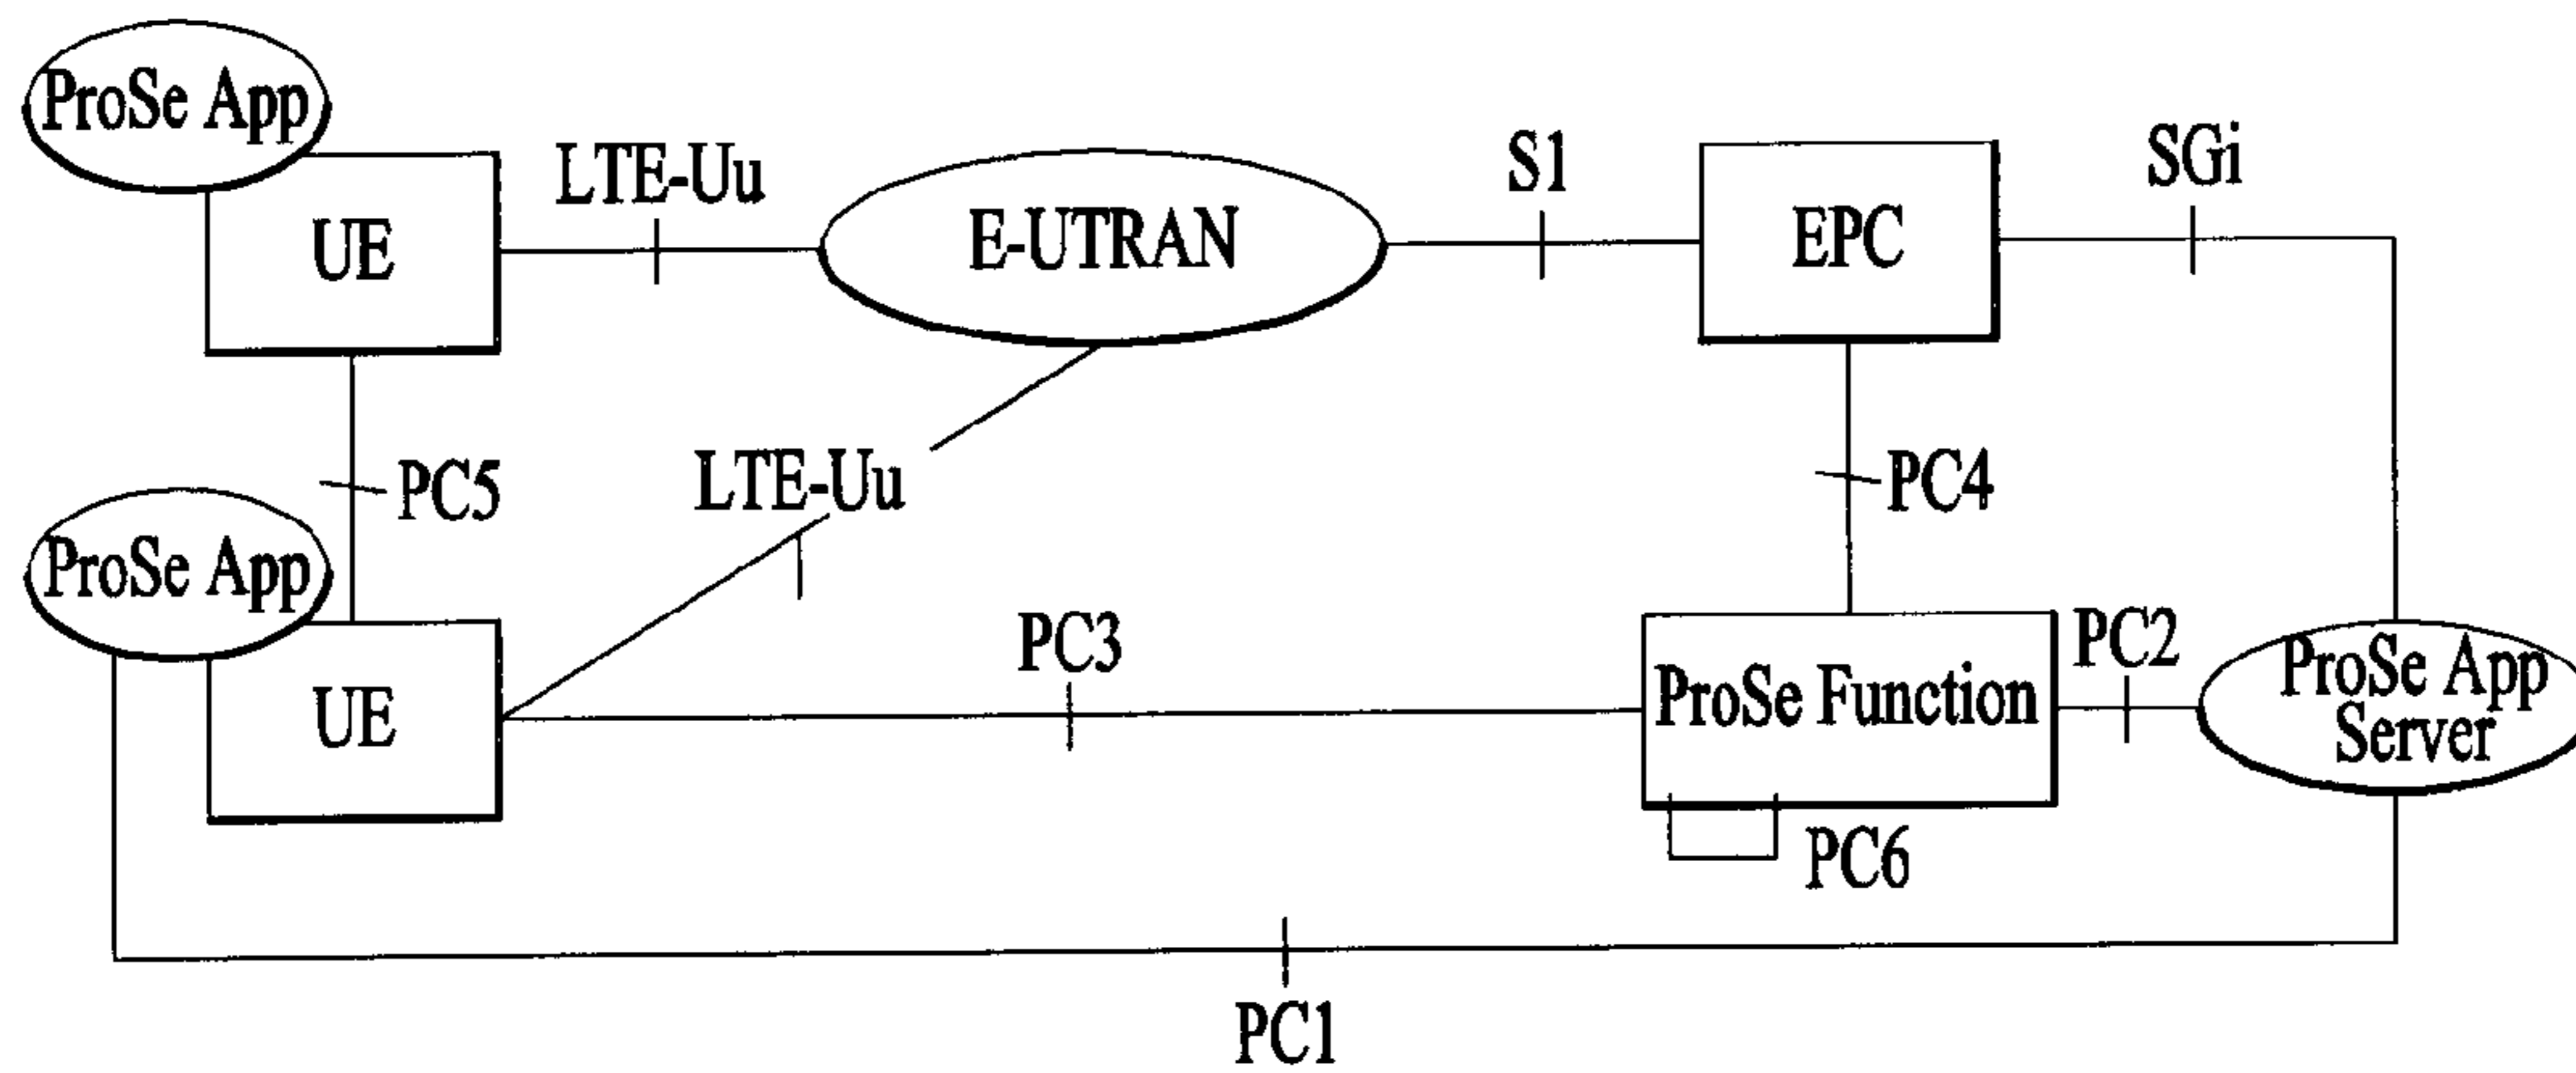 ProSe App
UE
LTE-Uu
E-UTRAN
S1
EPC
SGi
PC5
LTE-Uu
PC4
ProSe App
UE
PC3
ProSe Function
PC2
ProSe App
Server
PC6
PC1